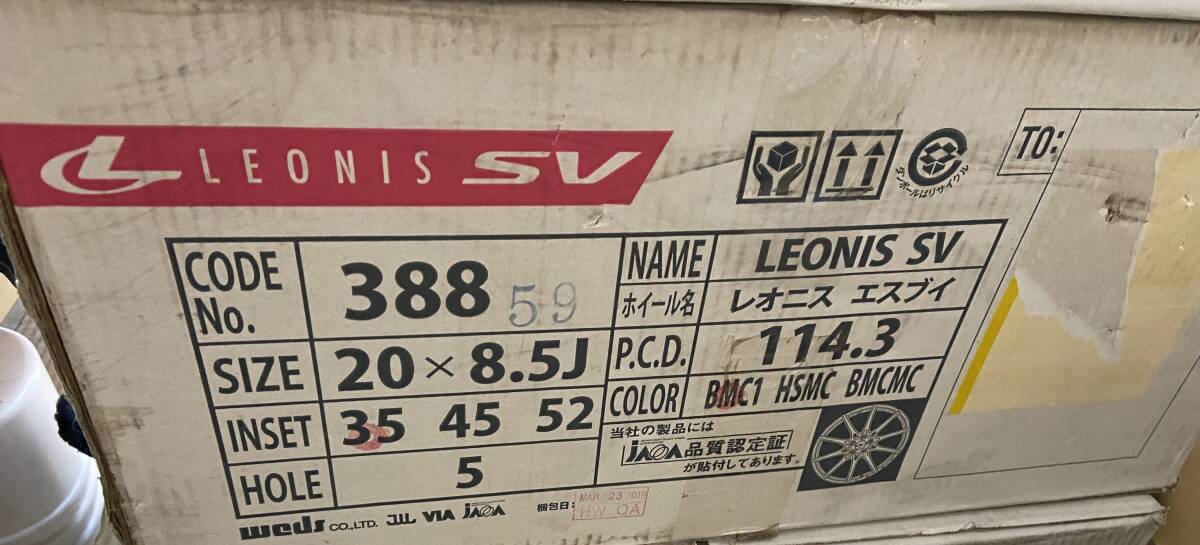 LEONIS SV
ダンボールはリサイクル
TO:
CODE No. 388 59
SIZE 20×8.5J
INSET 35 45 52
HOLE 5
NAME LEONIS SV
ホイール名 レオニス エスブイ
P.C.D. 114.3
COLOR BMC1 HSMC BMCMC
当社の製品には
JAWA品質認定証
が貼付してあります。
weds CO.,LTD. JWL VIA JAWA 梱包日: MAR 23 2019
HW QA